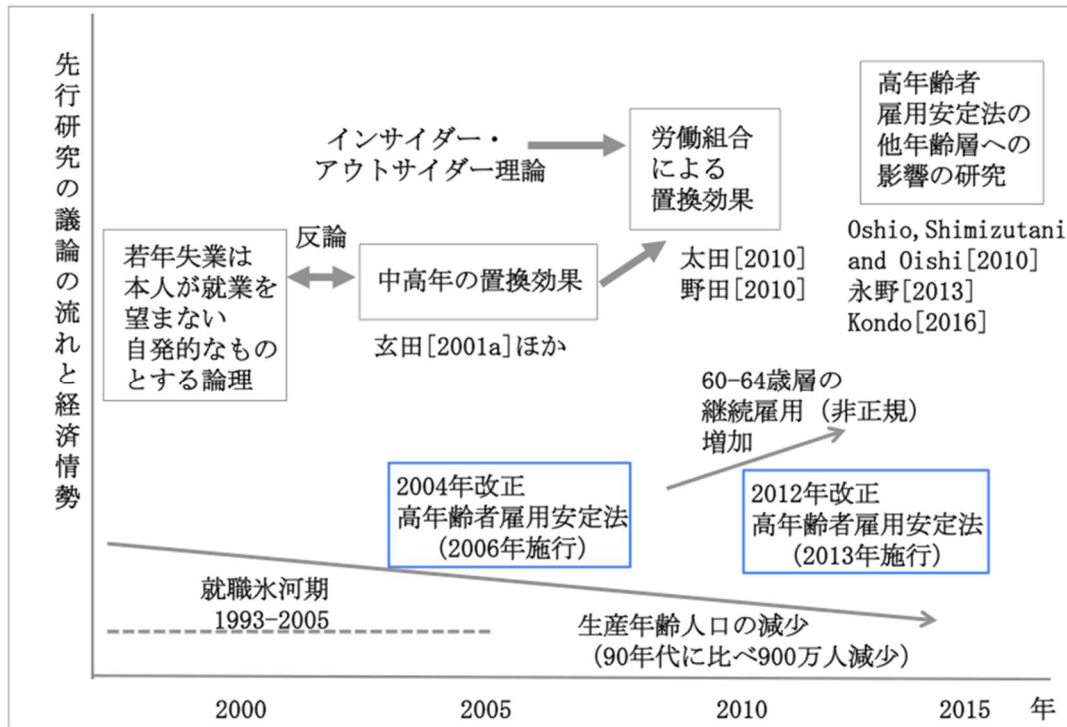 先行研究の議論の流れと経済情勢
若年失業は
本人が就業を
望まない
自発的なもの
とする論理
反論
インサイダー・
アウトサイダー理論
中高年の置換効果
玄田[2001a]ほか
労働組合
による
置換効果
太田[2010]
野田[2010]
高年齢者
雇用安定法の
他年齢層への
影響の研究
Oshio,Shimizutani
and Oishi[2010]
永野[2013]
Kondo[2016]
60-64歳層の
継続雇用（非正規）
増加
2004年改正
高年齢者雇用安定法
（2006年施行）
2012年改正
高年齢者雇用安定法
（2013年施行）
就職氷河期
1993-2005
生産年齢人口の減少
（90年代に比べ900万人減少）
2000 2005 2010 2015 年